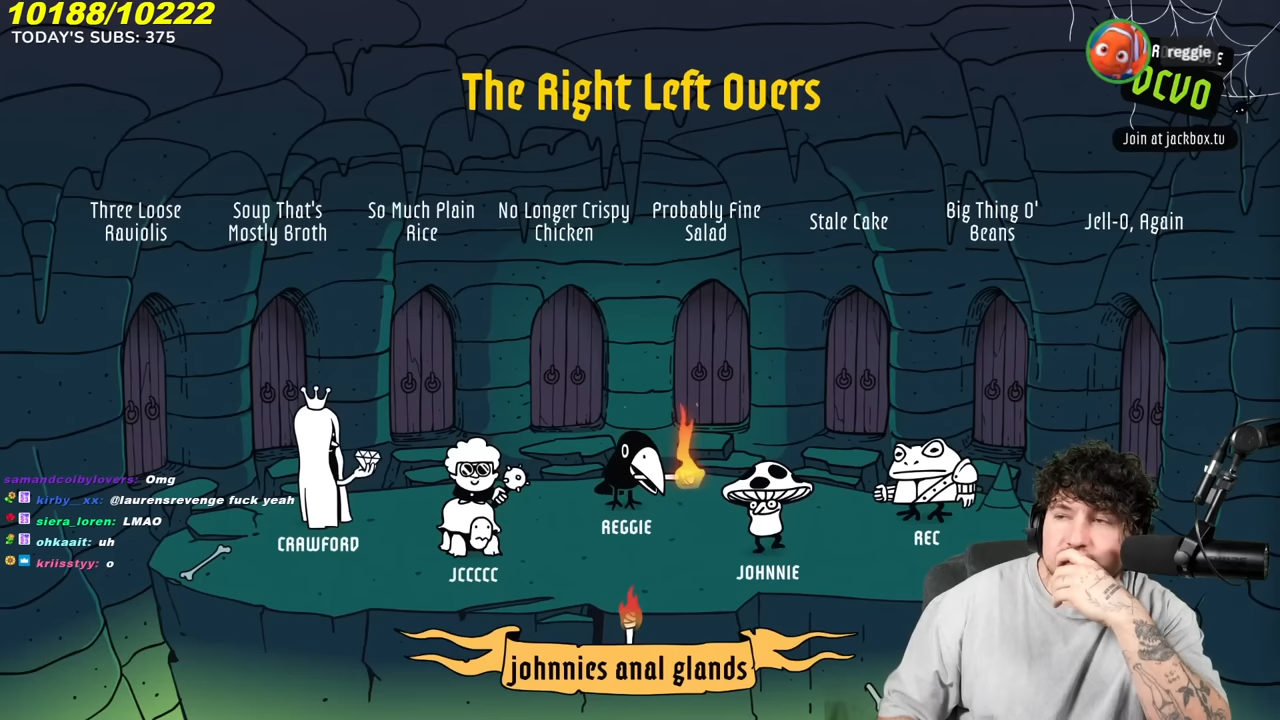 10188/10222
TODAY'S SUBS: 375
reggie
Join at jackbox.tv
The Right Left Overs
Three Loose
Raviolis
Soup That's
Mostly Broth
So Much Plain
Rice
No Longer Crispy
Chicken
Probably Fine
Salad
Stale Cake
Big Thing O'
Beans
Jell-O, Again
samandcolbylovers: Omg
kirby__xx: @laurensrevenge fuck yeah
siera_loren: LMAO
ohkaait: uh
kriisstyy: o
CRAWFORD
JCCCCC
REGGIE
JOHNNIE
REC
johnnies anal glands